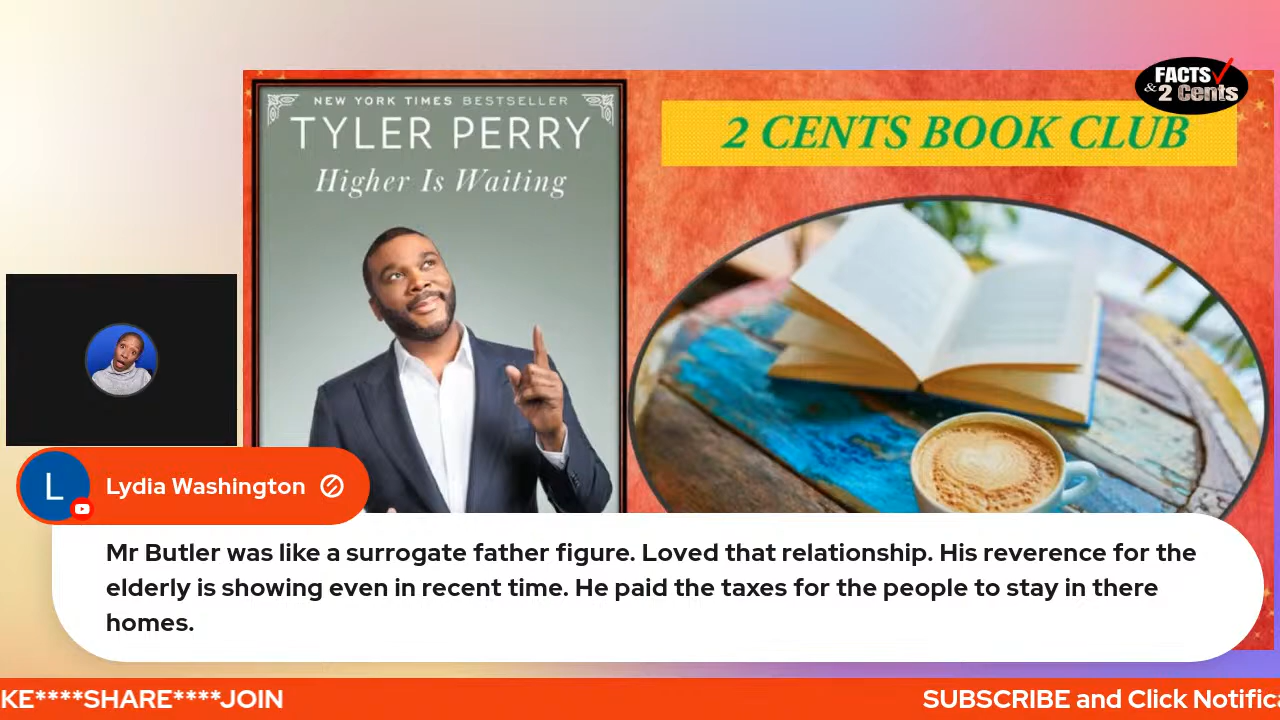 FACTS
& 2 Cents
NEW YORK TIMES BESTSELLER
TYLER PERRY
Higher Is Waiting
2 CENTS BOOK CLUB
L
Lydia Washington
Mr Butler was like a surrogate father figure. Loved that relationship. His reverence for the
elderly is showing even in recent time. He paid the taxes for the people to stay in there
homes.
KE****SHARE****JOIN
SUBSCRIBE and Click Notifica